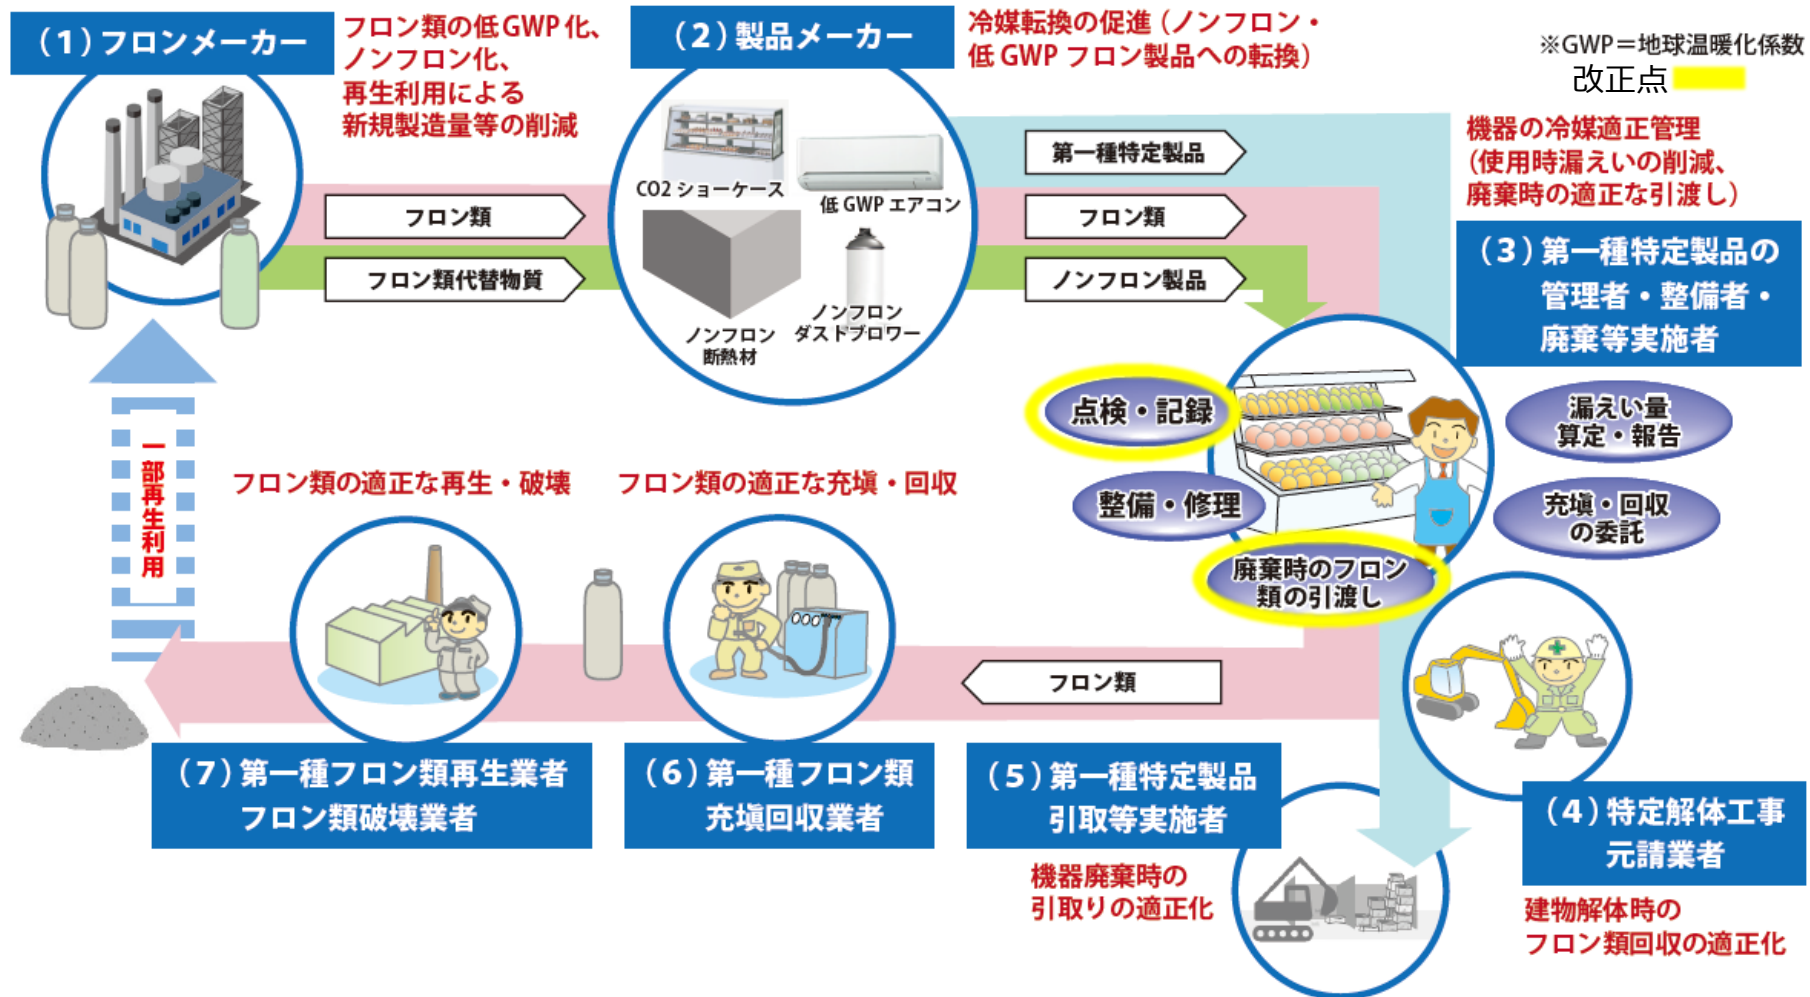 （1）フロンメーカー
フロン類の低GWP化、
ノンフロン化、
再生利用による
新規製造量等の削減
（2）製品メーカー
冷媒転換の促進（ノンフロン・
低GWPフロン製品への転換）
※GWP＝地球温暖化係数
改正点
CO2ショーケース
低GWPエアコン
ノンフロン
断熱材
ノンフロン
ダストブロワー
フロン類
フロン類代替物質
第一種特定製品
フロン類
ノンフロン製品
機器の冷媒適正管理
（使用時漏えいの削減、
廃棄時の適正な引渡し）
（3）第一種特定製品の
管理者・整備者・
廃棄等実施者
点検・記録
整備・修理
廃棄時のフロン
類の引渡し
漏えい量
算定・報告
充塡・回収
の委託
一部再生利用
フロン類の適正な再生・破壊
フロン類の適正な充塡・回収
フロン類
（7）第一種フロン類再生業者
フロン類破壊業者
（6）第一種フロン類
充塡回収業者
（5）第一種特定製品
引取等実施者
機器廃棄時の
引取りの適正化
（4）特定解体工事
元請業者
建物解体時の
フロン類回収の適正化